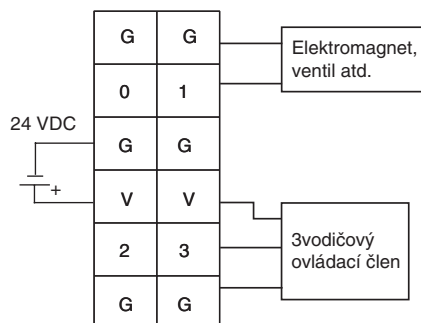 G G
Elektromagnet,
ventil atd.
0 1
24 VDC
G G
+
V V
2 3
3vodičový
ovládací člen
G G